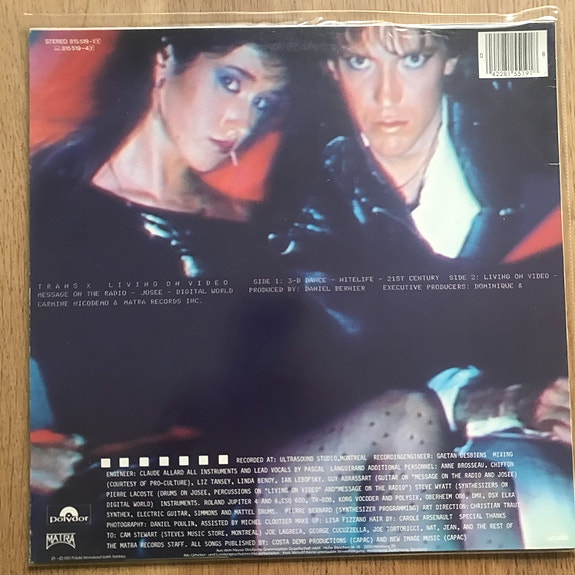 STEREO 815 519-1
815 519-4
D
B
42281 55191
TRANS X LIVING ON VIDEO SIDE 1: 3-D DANCE - NITELIFE - 21ST CENTURY SIDE 2: LIVING ON VIDEO -
MESSAGE ON THE RADIO - JOSEE - DIGITAL WORLD PRODUCED BY: DANIEL BERNIER EXECUTIVE PRODUCERS: DOMINIQUE &
CARMINE NICODEMO & MATRA RECORDS INC.
RECORDED AT: ULTRASOUND STUDIO,MONTREAL RECORDINGENGINEER: GAETAN DESBIENS MIXING
ENGINEER: CLAUDE ALLARD ALL INSTRUMENTS AND LEAD VOCALS BY PASCAL LANGUIRAND ADDITIONAL PERSONNEL: ANNE BROSSEAU, CHIFFON
(COURTESY OF PRO-CULTURE), LIZ TANSEY, LINDA BENOY, IAN LEBOFSKY, GUY ABRASSART (GUITAR ON "MESSAGE ON THE RADIO AND JOSEE)
PIERRE LACOSTE (DRUMS ON JOSEE, PERCUSSIONS ON "LIVING ON VIDEO" AND"MESSAGE ON RADIO") STEVE WYATT (SYNTHESIZERS ON
DIGITAL WORLD) INSTRUMENTS, ROLAND JUPITER 4 AND TR-808, KORG VOCODER AND POLYSIX, OBERHEIM OB8, DMX, DSX ELKA
SYNTHEX, ELECTRIC GUITAR, SIMMONS AND MATTEL DRUMS. PIERRE BERNARD (SYNTHESIZER PROGRAMMING) ART DIRECTION: CHRISTIAN TRAUT
PHOTOGRAPHY: DANIEL POULIN, ASSISTED BY MICHEL CLOUTIER MAKE UP: LISA FIZZANO HAIR BY: CAROLE ARSENAULT SPECIAL THANKS
TO: CAM STEWART (STEVES MUSIC STORE, MONTREAL) JOE LAGRECA, GEORGE CUCUZZELLA, JOE TORTORICI, NAT, JEAN, AND THE REST OF
THE MATRA RECORDS STAFF, ALL SONGS PUBLISHED BY: COSTA DEMO PRODUCTIONS (CAPAC) AND NEW IMAGE MUSIC (CAPAC)
polydor
MATRA